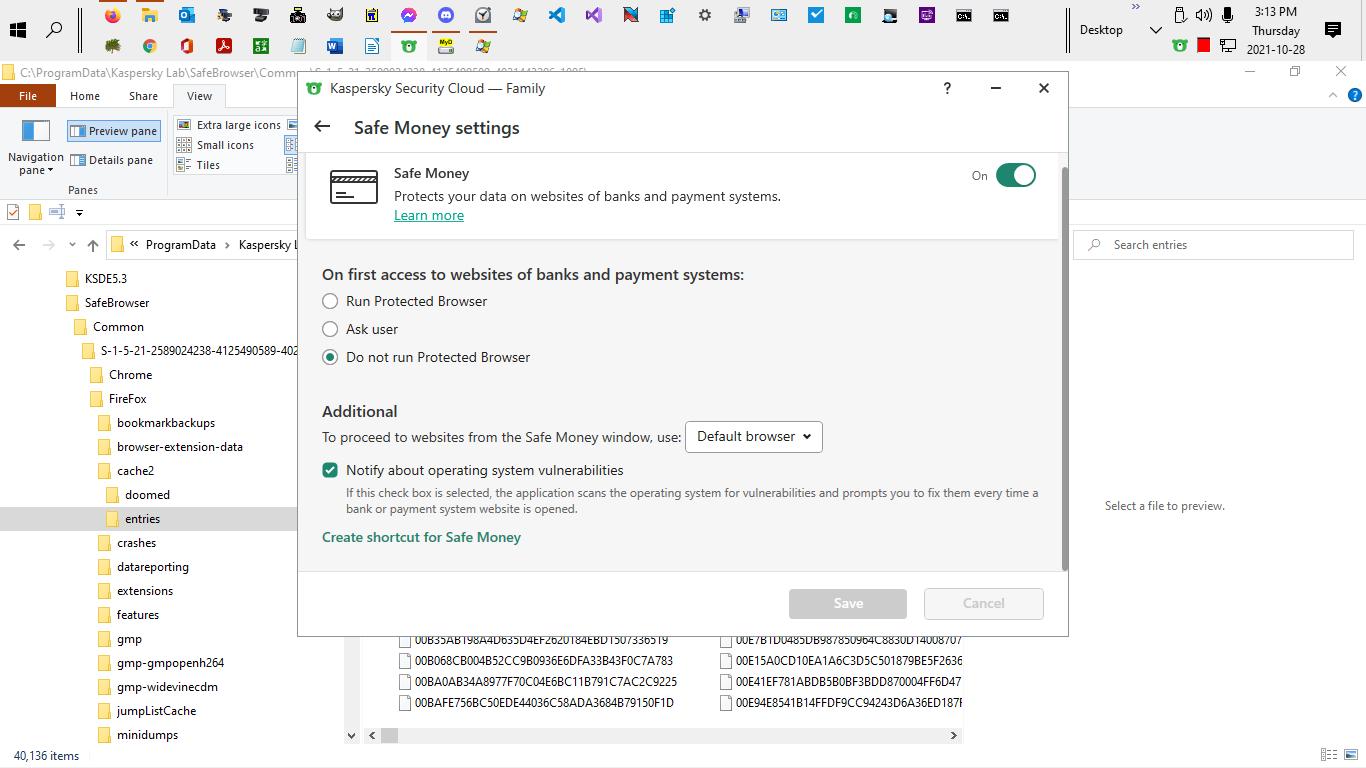 3:13 PM
Desktop
Thursday
2021-10-28
C:\ProgramData\Kaspersky Lab\SafeBrowser\Common\S-1-5-21-2589024238-4125490589-
File Home Share View
Navigation pane
Preview pane
Details pane
Extra large icons
Small icons
Tiles
Panes
ProgramData > Kaspersky L
Search entries
KSDE5.3
SafeBrowser
Common
S-1-5-21-2589024238-4125490589-402
Chrome
FireFox
bookmarkbackups
browser-extension-data
cache2
doomed
entries
crashes
datareporting
extensions
features
gmp
gmp-gmpopenh264
gmp-widevinecdm
jumpListCache
minidumps
40,136 items
Kaspersky Security Cloud — Family
?
Safe Money settings
Safe Money
On
Protects your data on websites of banks and payment systems.
Learn more
On first access to websites of banks and payment systems:
Run Protected Browser
Ask user
Do not run Protected Browser
Additional
To proceed to websites from the Safe Money window, use: Default browser
Notify about operating system vulnerabilities
If this check box is selected, the application scans the operating system for vulnerabilities and prompts you to fix them every time a
bank or payment system website is opened.
Create shortcut for Safe Money
Save Cancel
00B35AB198A4D635D4EF2620184EBD1507336519 00E7B1D0485DB987850964C8830D14008707
00B068CB004B52CC9B0936E6DFA33B43F0C7A783 00E15A0CD10EA1A6C3D5C501879BE5F2636
00BA0AB34A8977F70C04E6BC11B791C7AC2C9225 00E41EF781ABDB5B0BF3BDD870004FF6D47
00BAFE756BC50EDE44036C58ADA3684B79150F1D 00E94E8541B14FFDF9CC94243D6A36ED187F
Select a file to preview.